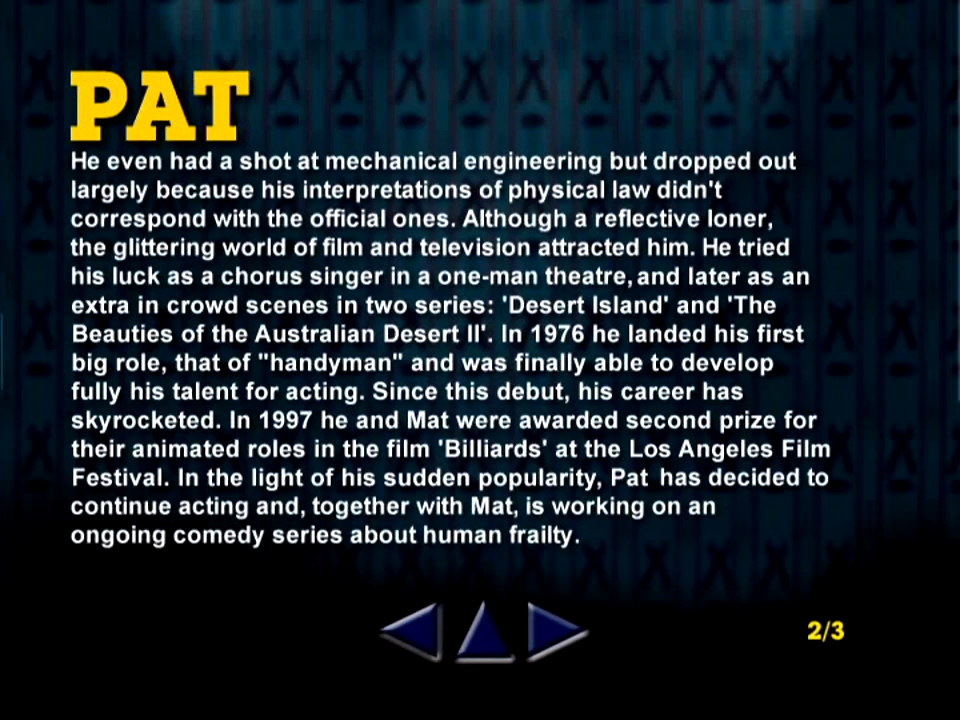 PAT
He even had a shot at mechanical engineering but dropped out
largely because his interpretations of physical law didn't
correspond with the official ones. Although a reflective loner,
the glittering world of film and television attracted him. He tried
his luck as a chorus singer in a one-man theatre, and later as an
extra in crowd scenes in two series: 'Desert Island' and 'The
Beauties of the Australian Desert II'. In 1976 he landed his first
big role, that of "handyman" and was finally able to develop
fully his talent for acting. Since this debut, his career has
skyrocketed. In 1997 he and Mat were awarded second prize for
their animated roles in the film 'Billiards' at the Los Angeles Film
Festival. In the light of his sudden popularity, Pat has decided to
continue acting and, together with Mat, is working on an
ongoing comedy series about human frailty.
2/3